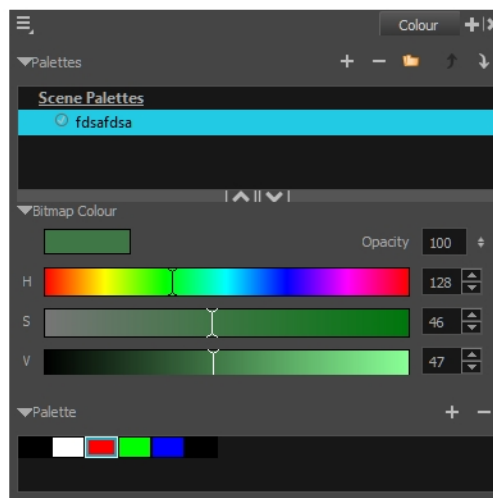 Colour
Palettes
Scene Palettes
fdsafdsa
Bitmap Colour
Opacity 100
H 128
S 46
V 47
Palette